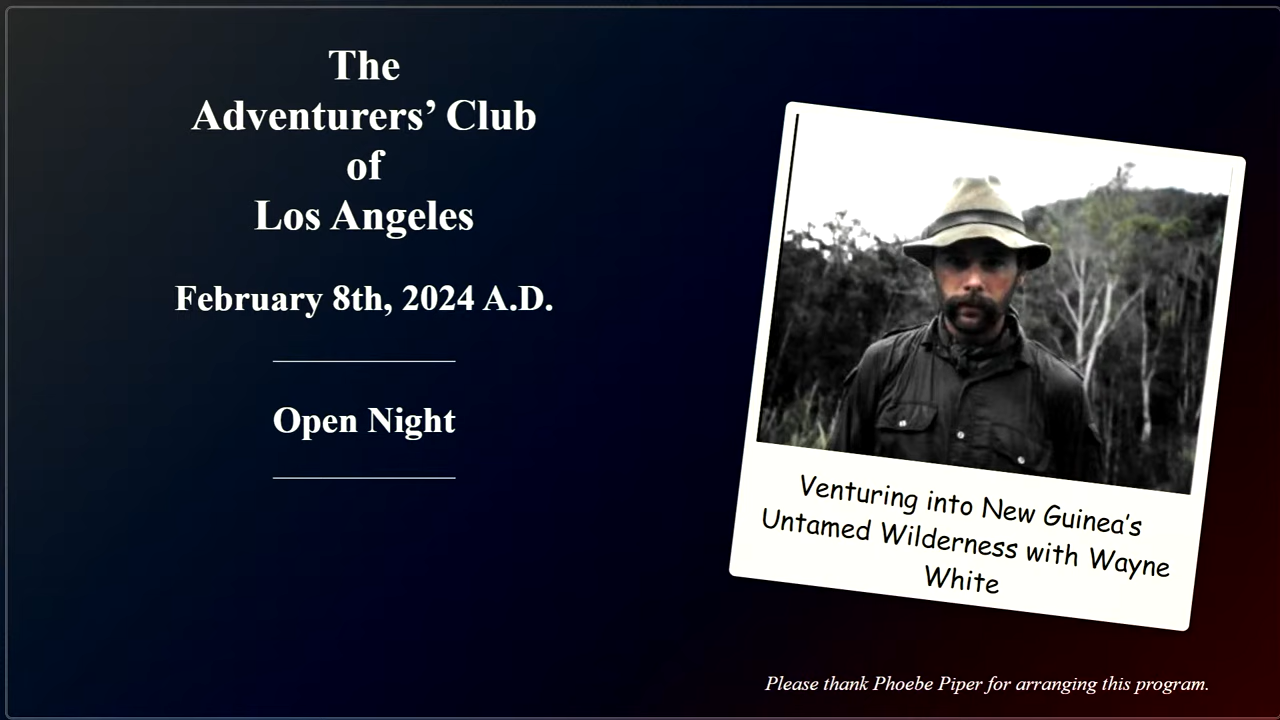 The
Adventurers’ Club
of
Los Angeles
February 8th, 2024 A.D.
Open Night
Venturing into New Guinea’s
Untamed Wilderness with Wayne
White
Please thank Phoebe Piper for arranging this program.